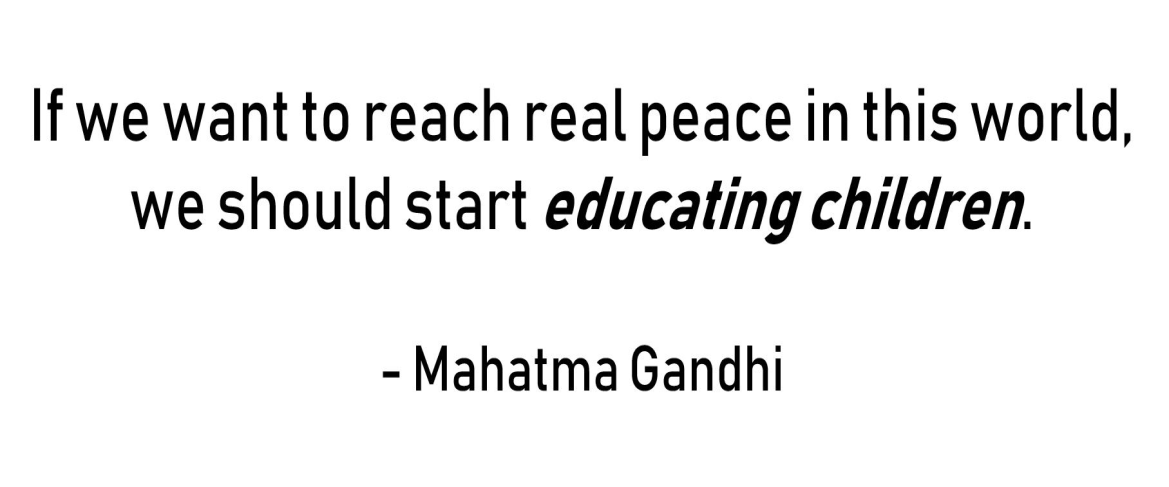 If we want to reach real peace in this world,
we should start educating children.
- Mahatma Gandhi